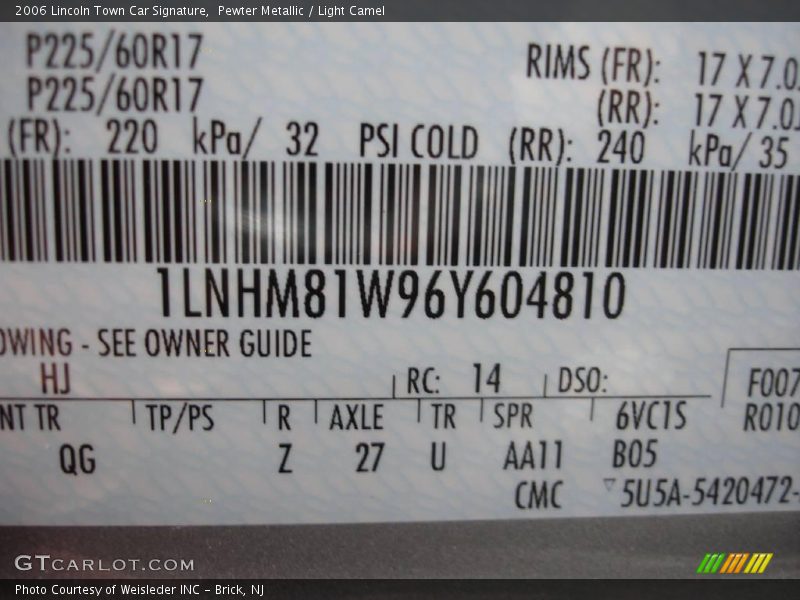 2006 Lincoln Town Car Signature,  Pewter Metallic / Light Camel
P225/60R17 RIMS (FR): 17 X 7.0J
P225/60R17 (RR): 17 X 7.0J
(FR): 220 kPa/ 32 PSI COLD (RR): 240 kPa/ 35
1LNHM81W96Y604810
OWING - SEE OWNER GUIDE
HJ RC: 14 DSO: F007
NT TR TP/PS R AXLE TR SPR 6VC1S R010
QG Z 27 U AA11 B05
CMC ▽5U5A-5420472-
GTCARLOT.COM
Photo Courtesy of Weisleder INC – Brick, NJ